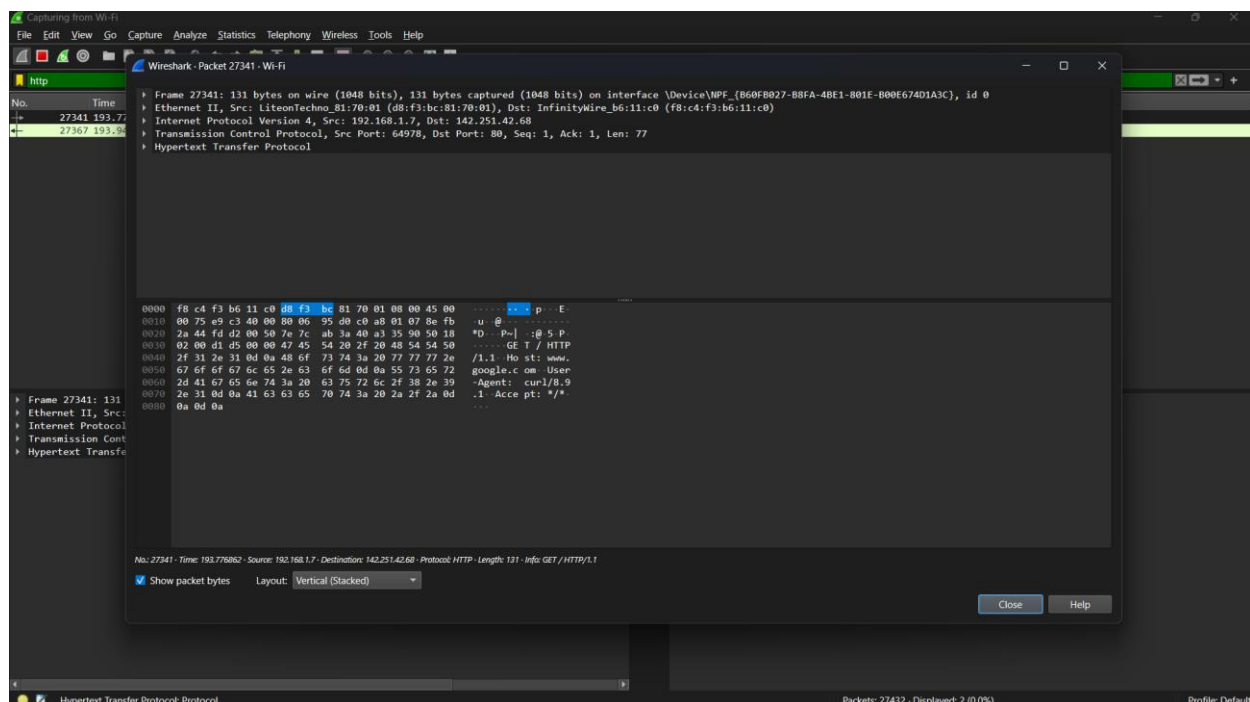 Capturing from Wi-Fi
File Edit View Go Capture Analyze Statistics Telephony Wireless Tools Help
http
Wireshark · Packet 27341 · Wi-Fi
No. Time
27341 193.77
27367 193.94
Frame 27341: 131 bytes on wire (1048 bits), 131 bytes captured (1048 bits) on interface \Device\NPF_{B60FB027-B8FA-4BE1-801E-B00E674D1A3C}, id 0
Ethernet II, Src: LiteonTechno_81:70:01 (d8:f3:bc:81:70:01), Dst: InfinityWire_b6:11:c0 (f8:c4:f3:b6:11:c0)
Internet Protocol Version 4, Src: 192.168.1.7, Dst: 142.251.42.68
Transmission Control Protocol, Src Port: 64978, Dst Port: 80, Seq: 1, Ack: 1, Len: 77
Hypertext Transfer Protocol
0000 f8 c4 f3 b6 11 c0 d8 f3 bc 81 70 01 08 00 45 00 ········ ·p···E·
0010 00 75 e9 c3 40 00 80 06 95 d0 c0 a8 01 07 8e fb ·u··@··· ········
0020 2a 44 fd d2 00 50 7e 7c ab 3a 40 a3 35 90 50 18 *D···P~| ·:@·5·P·
0030 02 00 d1 d5 00 00 47 45 54 20 2f 20 48 54 54 50 ······GE T / HTTP
0040 2f 31 2e 31 0d 0a 48 6f 73 74 3a 20 77 77 77 2e /1.1··Ho st: www.
0050 67 6f 6f 67 6c 65 2e 63 6f 6d 0d 0a 55 73 65 72 google.c om··User
0060 2d 41 67 65 6e 74 3a 20 63 75 72 6c 2f 38 2e 39 -Agent: curl/8.9
0070 2e 31 0d 0a 41 63 63 65 70 74 3a 20 2a 2f 2a 0d .1··Acce pt: */*·
0080 0a 0d 0a ···
Frame 27341: 131
Ethernet II, Src:
Internet Protocol
Transmission Cont
Hypertext Transfe
No.: 27341 · Time: 193.776862 · Source: 192.168.1.7 · Destination: 142.251.42.68 · Protocol: HTTP · Length: 131 · Info: GET / HTTP/1.1
Show packet bytes Layout: Vertical (Stacked)
Close Help
Hypertext Transfer Protocol: Protocol Packets: 27432 · Displayed: 2 (0.0%) Profile: Default